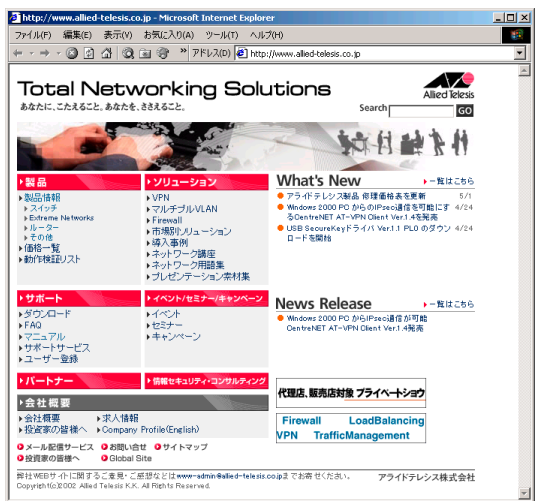 http://www.allied-telesis.co.jp - Microsoft Internet Explorer
ファイル(F) 編集(E) 表示(V) お気に入り(A) ツール(T) ヘルプ(H)
アドレス(D) http://www.allied-telesis.co.jp
Total Networking Solutions
あなたに、こたえること。あなたを、ささえること。
Allied Telesis
Search GO
製品
製品情報
スイッチ
Extreme Networks
ルーター
その他
価格一覧
動作検証リスト
ソリューション
VPN
マルチプルVLAN
Firewall
市場別ソリューション
導入事例
ネットワーク講座
ネットワーク用語集
プレゼンテーション素材集
What's New 一覧はこちら
アライドテレシス製品 修理価格表を更新 5/1
Windows 2000 PC からのIPsec通信を可能にす 4/24
るCentreNET AT-VPN Client Ver.1.4を発売
USB SecureKeyドライバ Ver.1.1 PL0 のダウン 4/24
ロードを開始
サポート
ダウンロード
FAQ
マニュアル
サポートサービス
ユーザー登録
イベント/セミナー/キャンペーン
イベント
セミナー
キャンペーン
News Release 一覧はこちら
Windows 2000 PC からIPsec通信が可能
CentreNET AT-VPN Client Ver.1.4発売
パートナー
情報セキュリティ・コンサルティング
代理店、販売店対象 プライベートショウ
会社概要
会社概要 求人情報
投資家の皆様へ Company Profile(English)
Firewall LoadBalancing
VPN TrafficManagement
メール配信サービス お問い合せ サイトマップ
投資家の皆様へ Global Site
弊社WEBサイトに関するご意見・ご感想などはwww-admin@allied-telesis.co.jpまでお寄せください。 アライドテレシス株式会社
Copyright(c)2002 Allied Telesis K.K. All Rights Reserved.